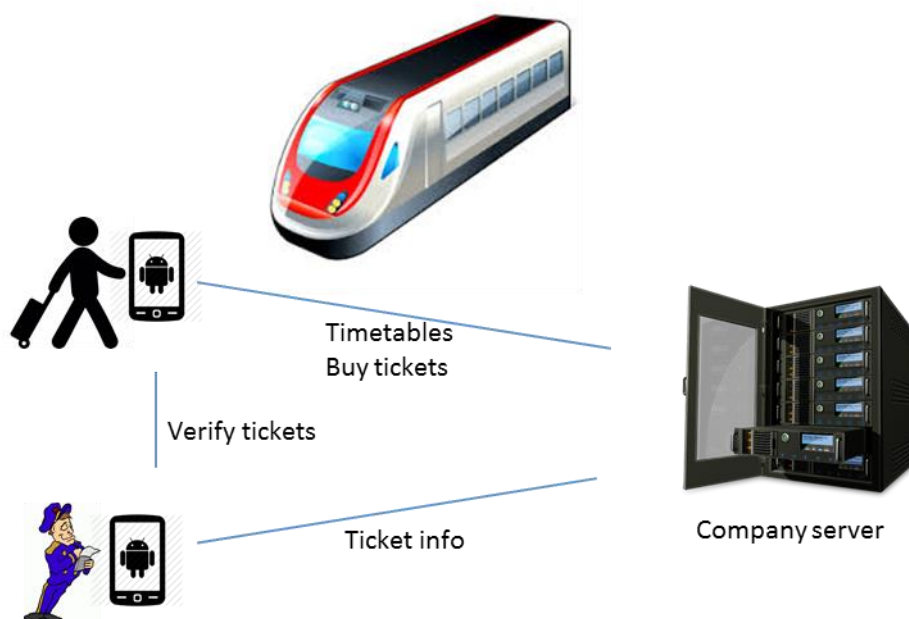 Timetables
Buy tickets
Verify tickets
Ticket info
Company server